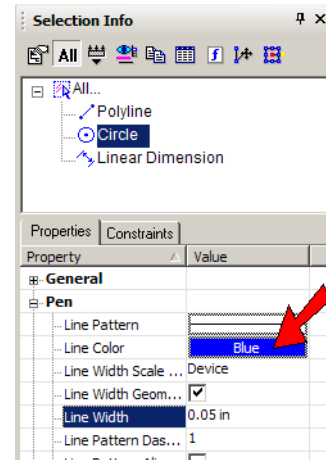 Selection Info
All
f
All...
Polyline
Circle
Linear Dimension
Properties Constraints
Property Value
General
Pen
Line Pattern
Line Color Blue
Line Width Scale ... Device
Line Width Geom...
Line Width 0.05 in
Line Pattern Das... 1